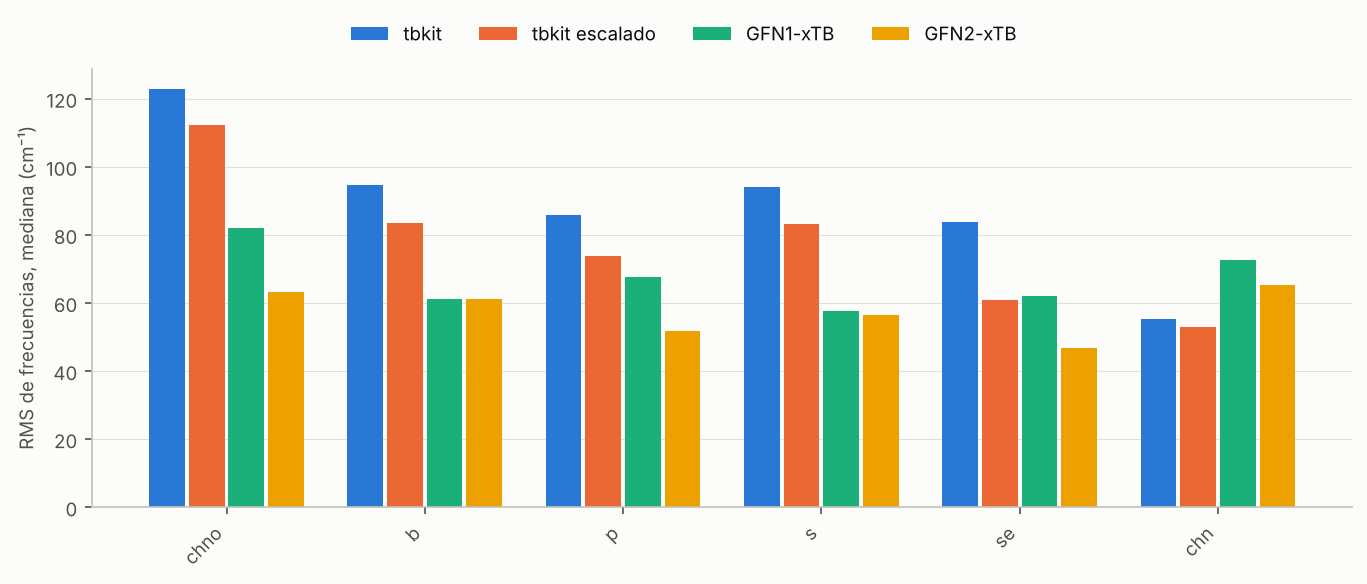 tbkit tbkit escalado GFN1-xTB GFN2-xTB
RMS de frecuencias, mediana (cm⁻¹)
120
100
80
60
40
20
0
chno b p s se chn